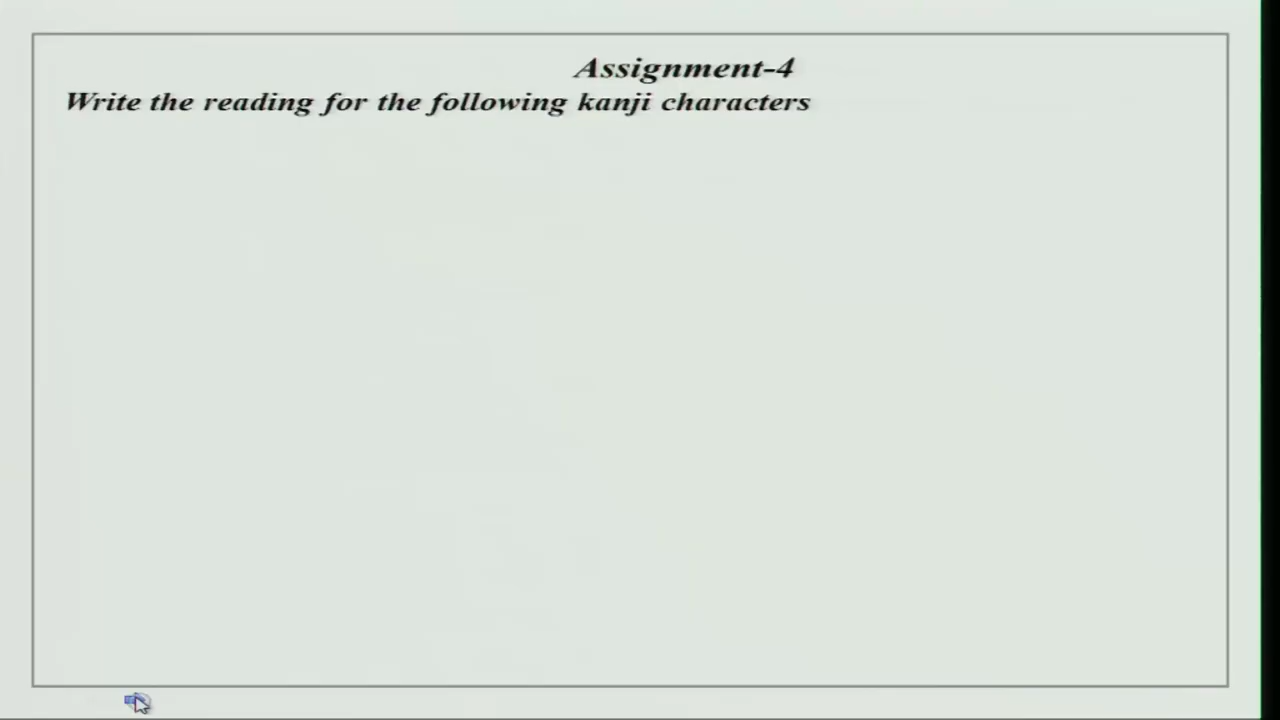 Assignment-4
Write the reading for the following kanji characters